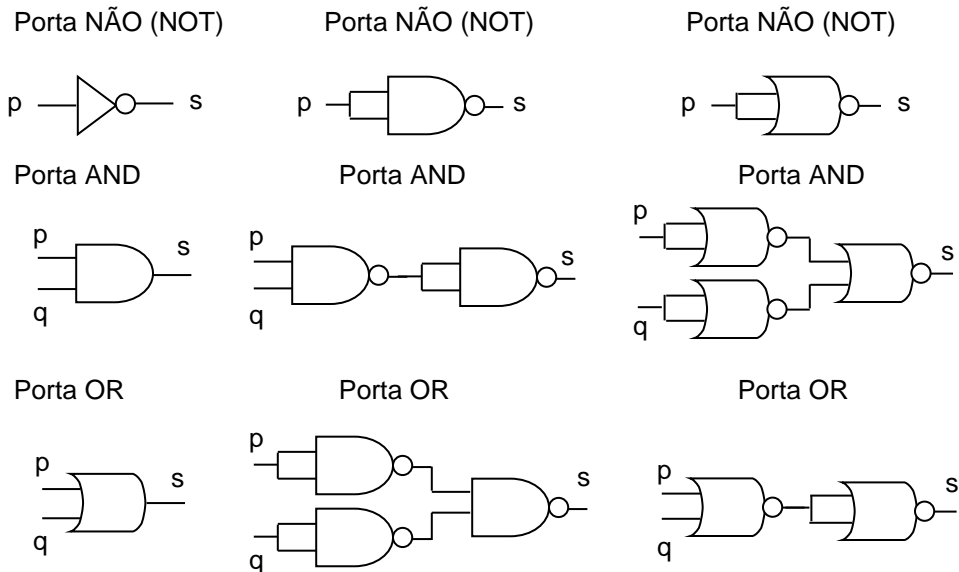 Porta NÃO (NOT) Porta NÃO (NOT) Porta NÃO (NOT)
p s p s p s
Porta AND Porta AND Porta AND
p s p s p s
q q q
Porta OR Porta OR Porta OR
p s p s p s
q q q